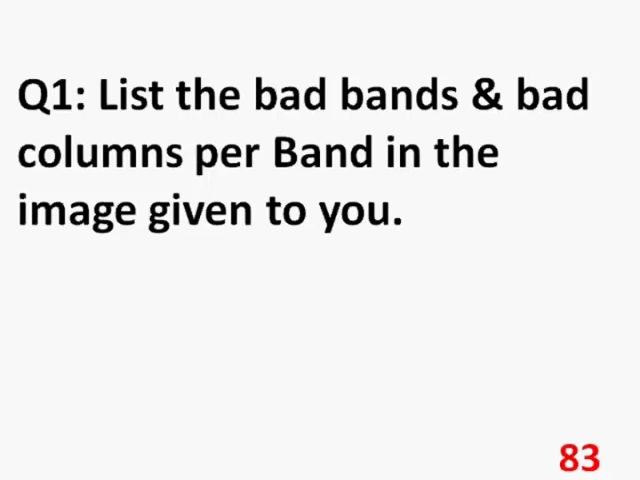 Q1: List the bad bands & bad
columns per Band in the
image given to you.
83